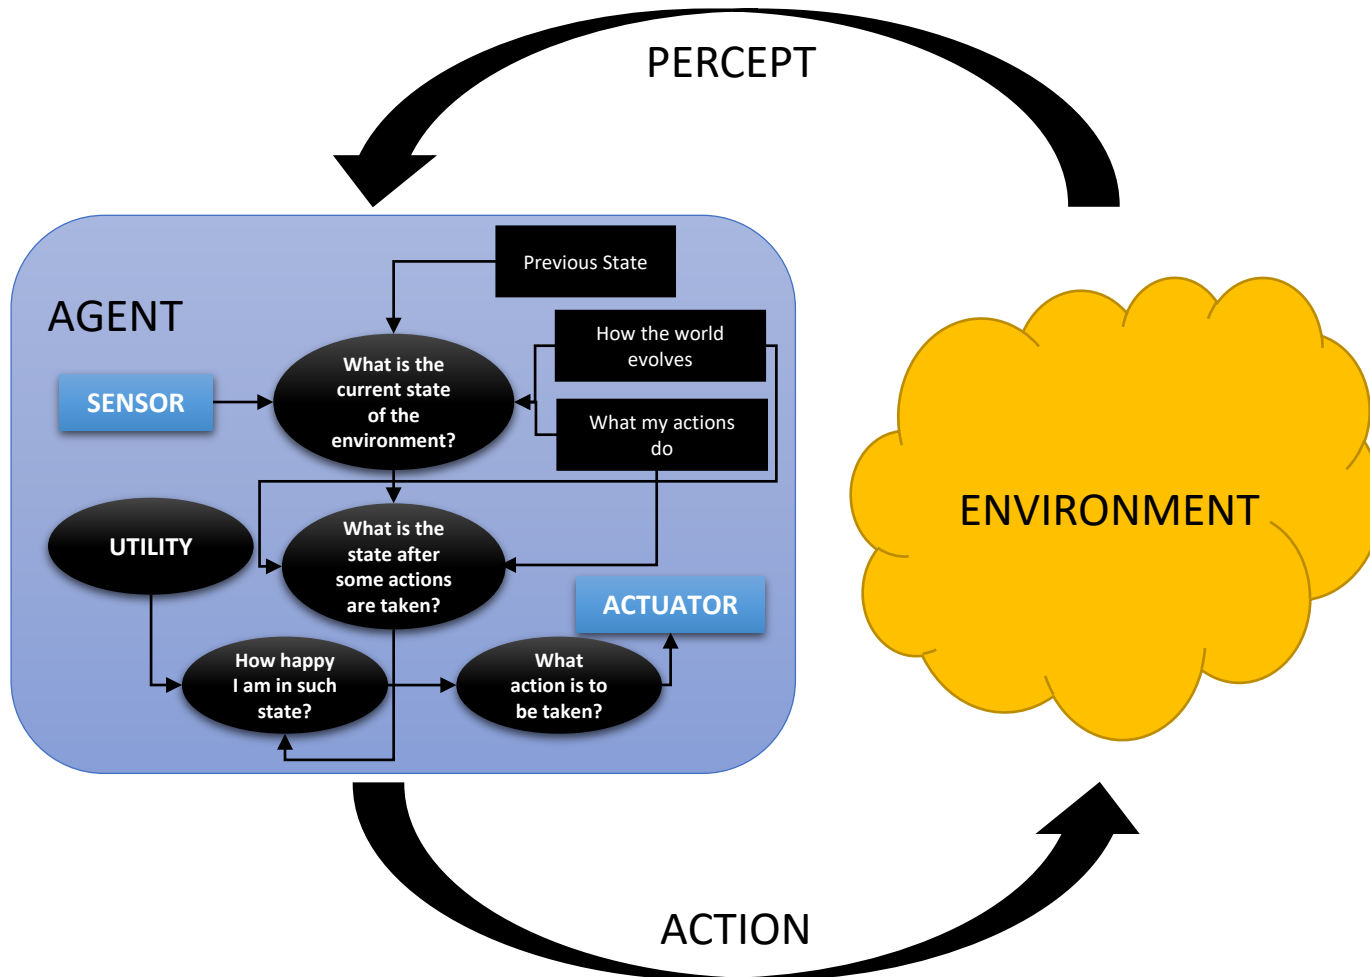 PERCEPT
AGENT
Previous State
How the world
evolves
What is the
current state
of the
environment?
SENSOR
What my actions
do
UTILITY
What is the
state after
some actions
are taken?
ACTUATOR
How happy
I am in such
state?
What
action is to
be taken?
ENVIRONMENT
ACTION